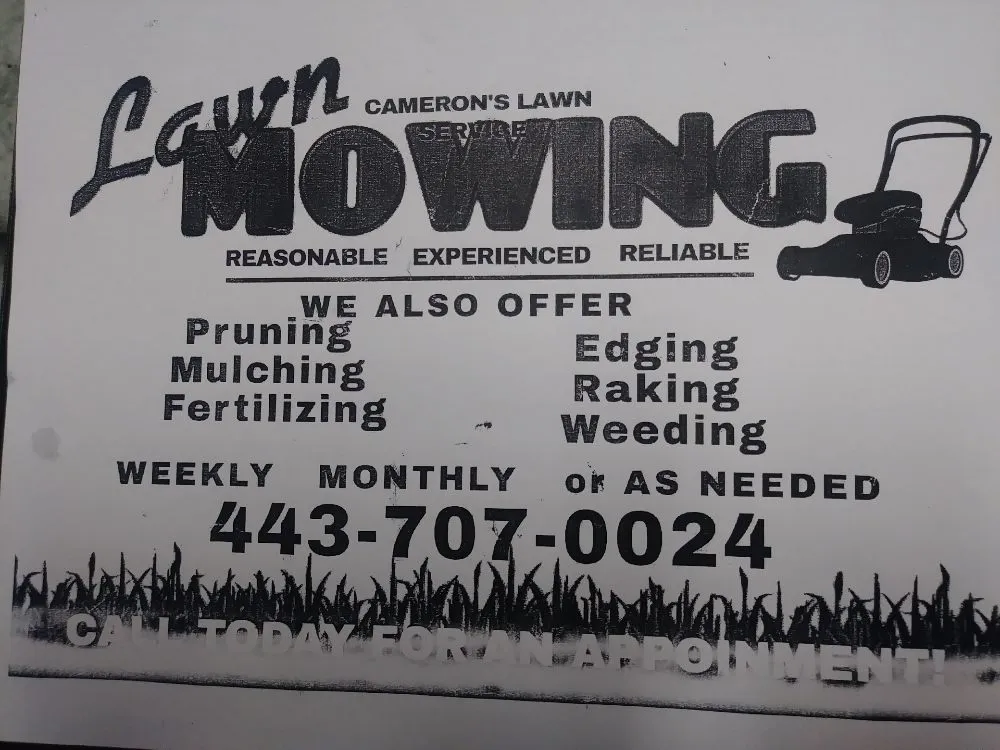 Lawn
CAMERON'S LAWN
SERVICE
MOWING
REASONABLE EXPERIENCED RELIABLE
WE ALSO OFFER
Pruning
Mulching
Fertilizing
Edging
Raking
Weeding
WEEKLY MONTHLY or AS NEEDED
443-707-0024
CALL TODAY FOR AN APPOINMENT!